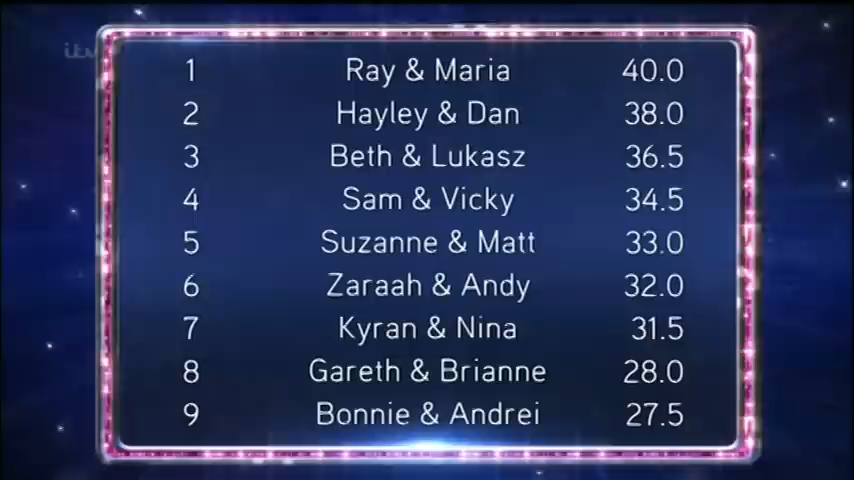 itv
1 Ray & Maria 40.0
2 Hayley & Dan 38.0
3 Beth & Lukasz 36.5
4 Sam & Vicky 34.5
5 Suzanne & Matt 33.0
6 Zaraah & Andy 32.0
7 Kyran & Nina 31.5
8 Gareth & Brianne 28.0
9 Bonnie & Andrei 27.5